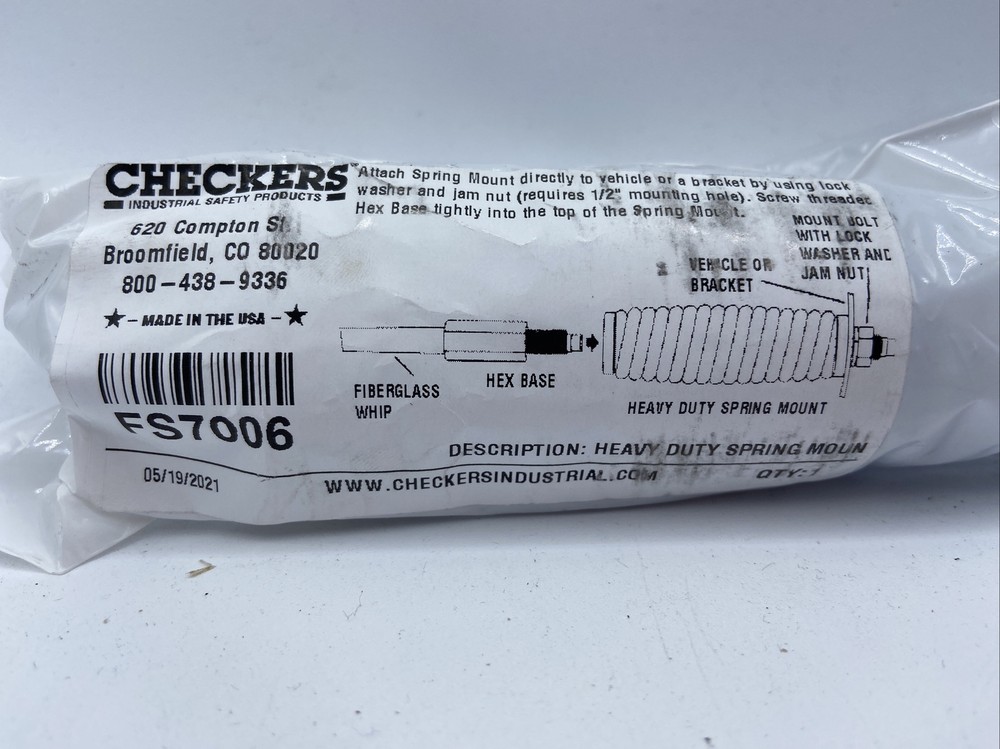 CHECKERS™
INDUSTRIAL SAFETY PRODUCTS
620 Compton St.
Broomfield, CO 80020
800-438-9336
★ - MADE IN THE USA - ★
FS7006
05/19/2021
Attach Spring Mount directly to vehicle or a bracket by using lock
washer and jam nut (requires 1/2" mounting hole). Screw threaded
Hex Base tightly into the top of the Spring Mount.
MOUNT BOLT
WITH LOCK
WASHER AND
JAM NUT
VEHICLE OR
BRACKET
FIBERGLASS
WHIP
HEX BASE
HEAVY DUTY SPRING MOUNT
DESCRIPTION: HEAVY DUTY SPRING MOUN
WWW.CHECKERSINDUSTRIAL.COM
QTY:1